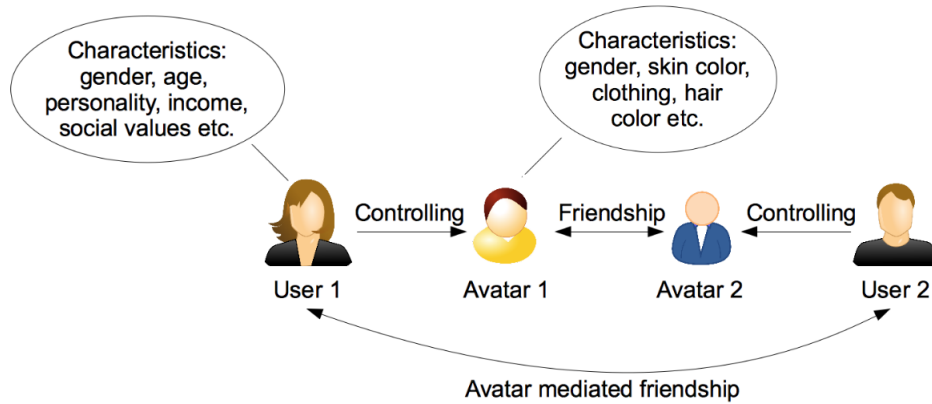 Characteristics:
gender, age,
personality, income,
social values etc.
Characteristics:
gender, skin color,
clothing, hair
color etc.
Controlling
Friendship
Controlling
User 1
Avatar 1
Avatar 2
User 2
Avatar mediated friendship